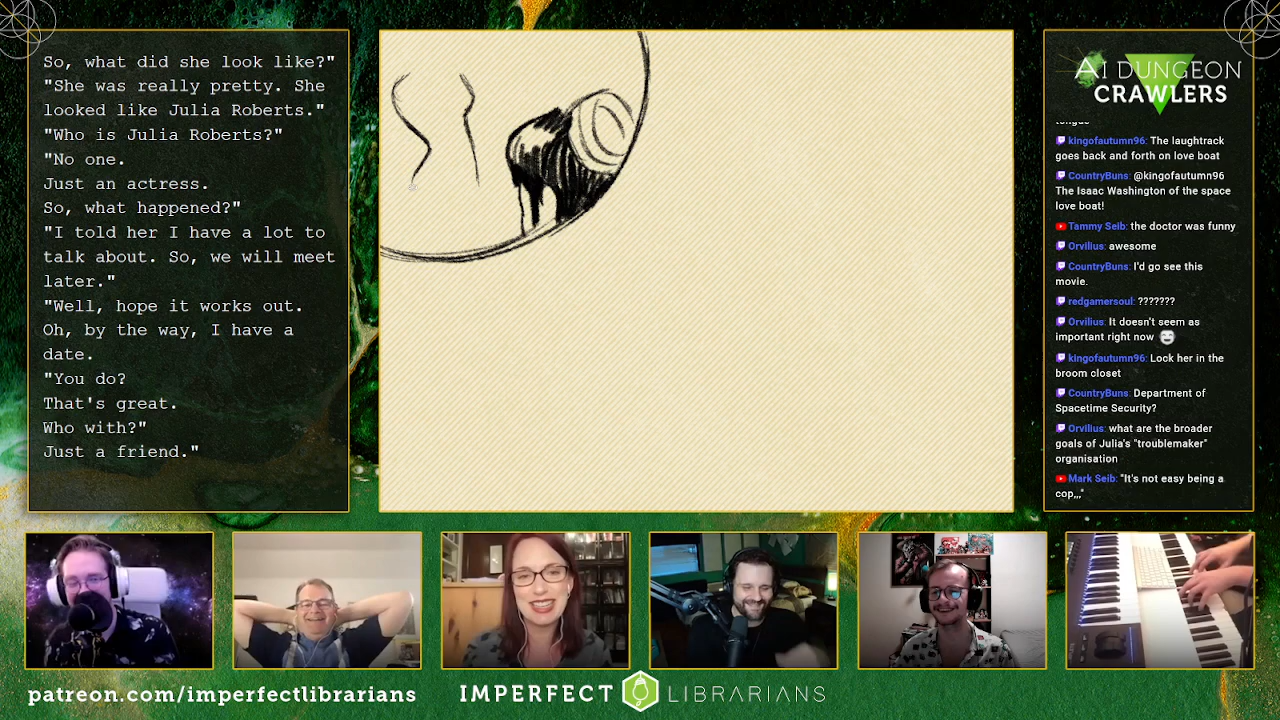 So, what did she look like?"
"She was really pretty. She
looked like Julia Roberts."
"Who is Julia Roberts?"
"No one.
Just an actress.
So, what happened?"
"I told her I have a lot to
talk about. So, we will meet
later."
"Well, hope it works out.
Oh, by the way, I have a
date.
"You do?
That's great.
Who with?"
Just a friend."
AI DUNGEON
CRAWLERS
kingofautumn96: The laughtrack
goes back and forth on love boat
CountryBuns: @kingofautumn96
The Isaac Washington of the space
love boat!
Tammy Seib: the doctor was funny
Orvilius: awesome
CountryBuns: I'd go see this
movie.
redgamersoul: ???????
Orvilius: It doesn't seem as
important right now
kingofautumn96: Lock her in the
broom closet
CountryBuns: Department of
Spacetime Security?
Orvilius: what are the broader
goals of Julia's "troublemaker"
organisation
Mark Seib: "It's not easy being a
cop,,,"
patreon.com/imperfectlibrarians
IMPERFECT LIBRARIANS